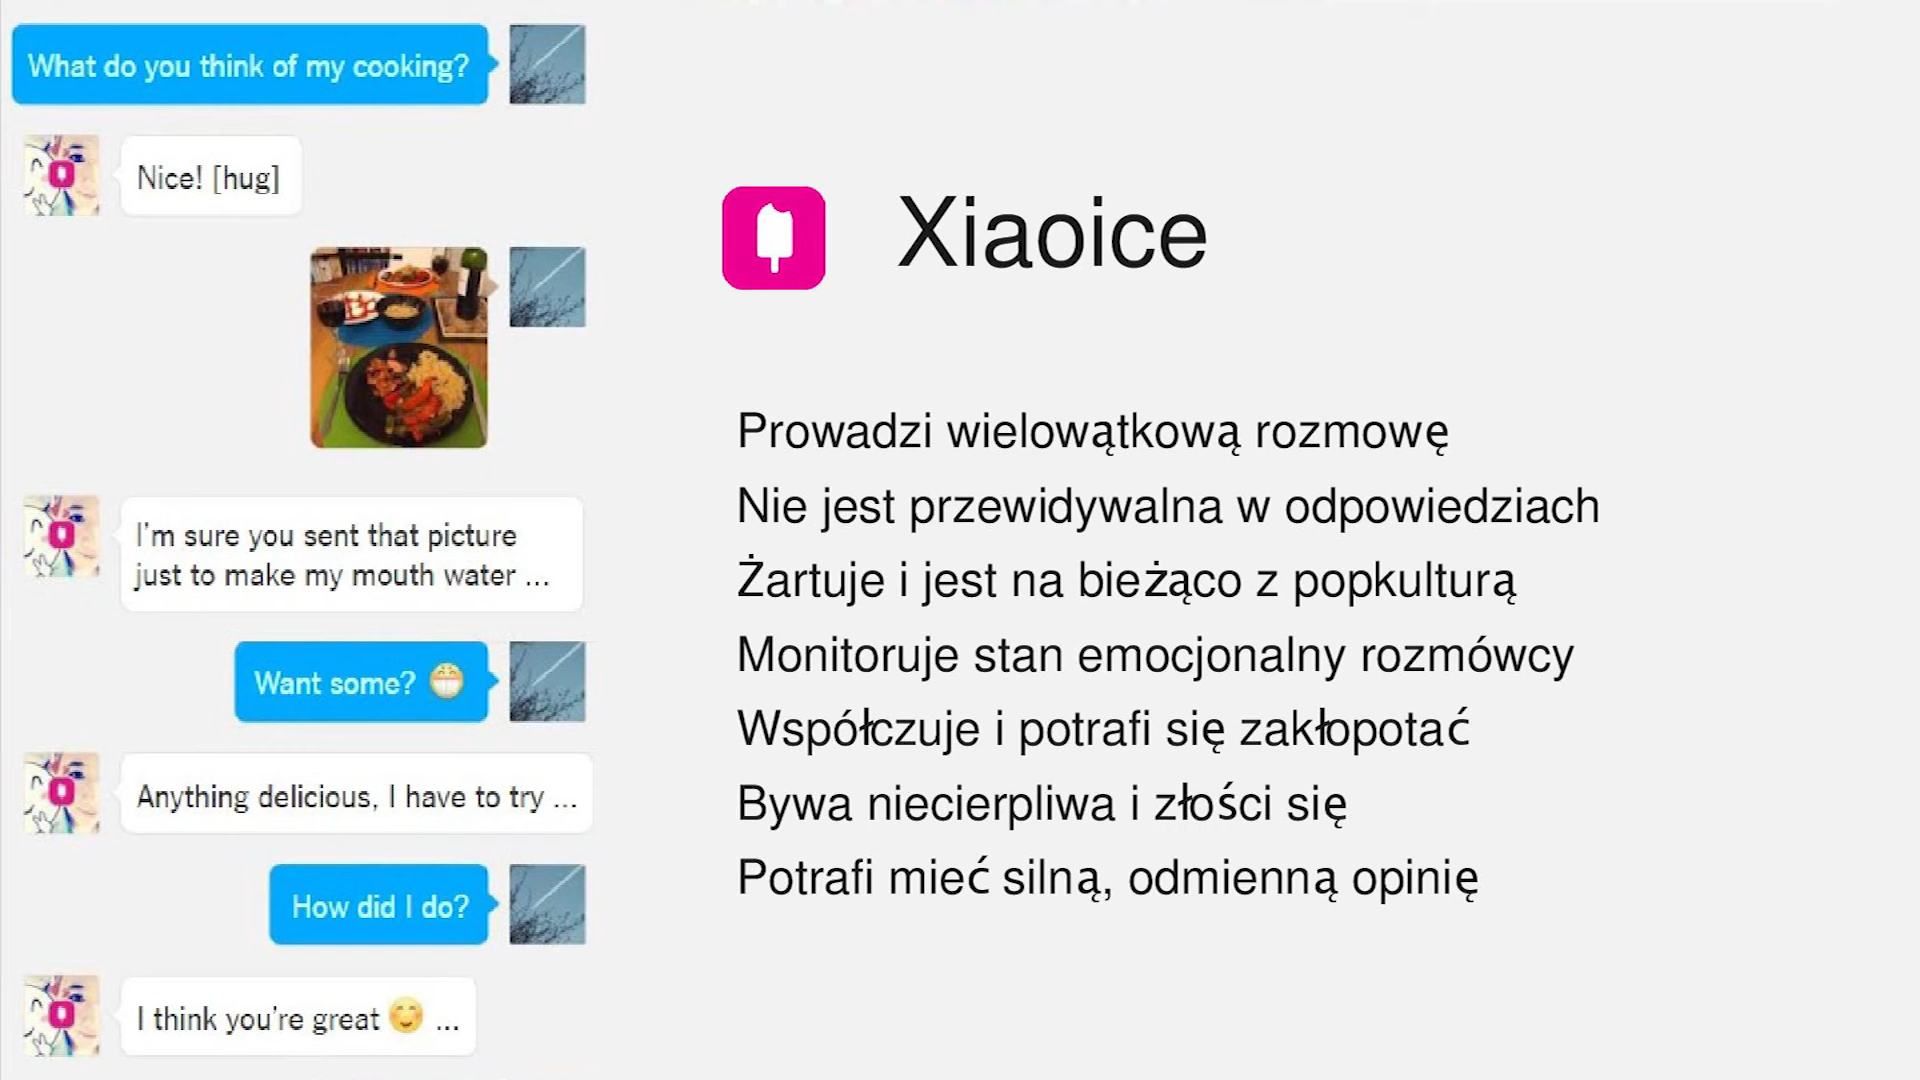 What do you think of my cooking?
Nice! [hug]
I'm sure you sent that picture
just to make my mouth water ...
Want some? 😁
Anything delicious, I have to try ...
How did I do?
I think you're great ☺️ ...
Xiaoice
Prowadzi wielowątkową rozmowę
Nie jest przewidywalna w odpowiedziach
Żartuje i jest na bieżąco z popkulturą
Monitoruje stan emocjonalny rozmówcy
Współczuje i potrafi się zakłopotać
Bywa niecierpliwa i złości się
Potrafi mieć silną, odmienną opinię